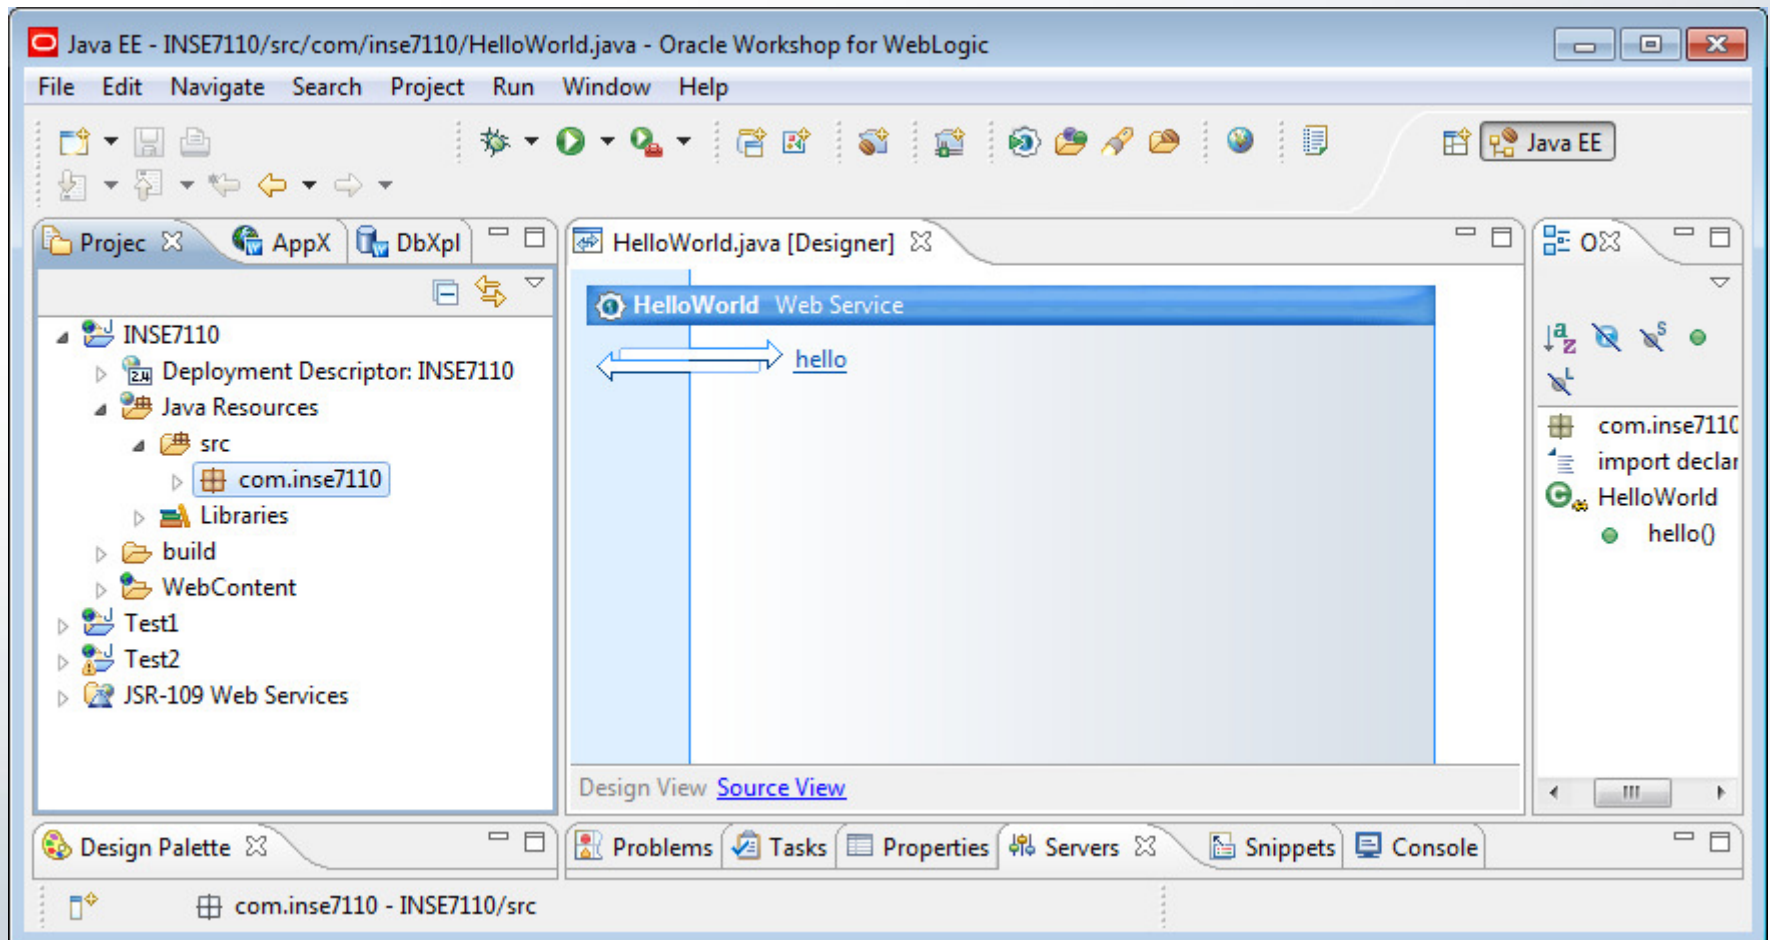 Java EE - INSE7110/src/com/inse7110/HelloWorld.java - Oracle Workshop for WebLogic
File Edit Navigate Search Project Run Window Help
Java EE
Projec AppX DbXpl
HelloWorld.java [Designer]
O
INSE7110
Deployment Descriptor: INSE7110
Java Resources
src
com.inse7110
Libraries
build
WebContent
Test1
Test2
JSR-109 Web Services
HelloWorld Web Service
hello
Design View Source View
com.inse7110
import declar
HelloWorld
hello()
Design Palette
Problems Tasks Properties Servers Snippets Console
com.inse7110 - INSE7110/src